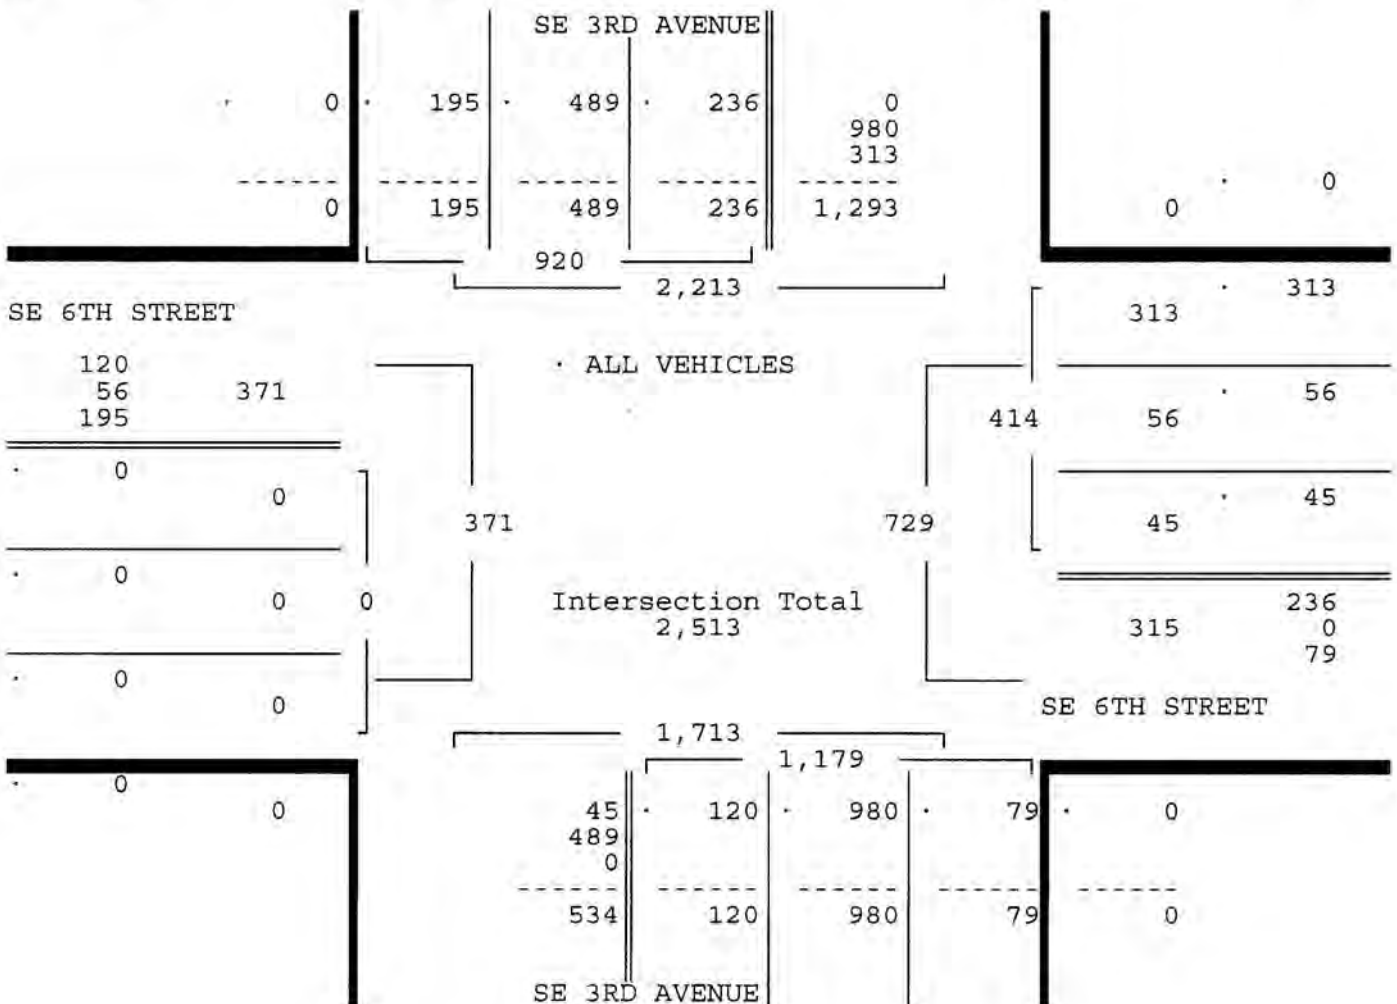 SE 3RD AVENUE
0 195 489 236 0
980
313
0
0 195 489 236 1,293 0
920
2,213 313
SE 6TH STREET 313
120 ALL VEHICLES
56 371 56
195 414 56
0
0 45
371 729 45
0
0 0 Intersection Total 236
2,513 315 0
79
0
0 SE 6TH STREET
1,713
1,179
0
0 45 120 980 79 0
489
0
534 120 980 79 0
SE 3RD AVENUE